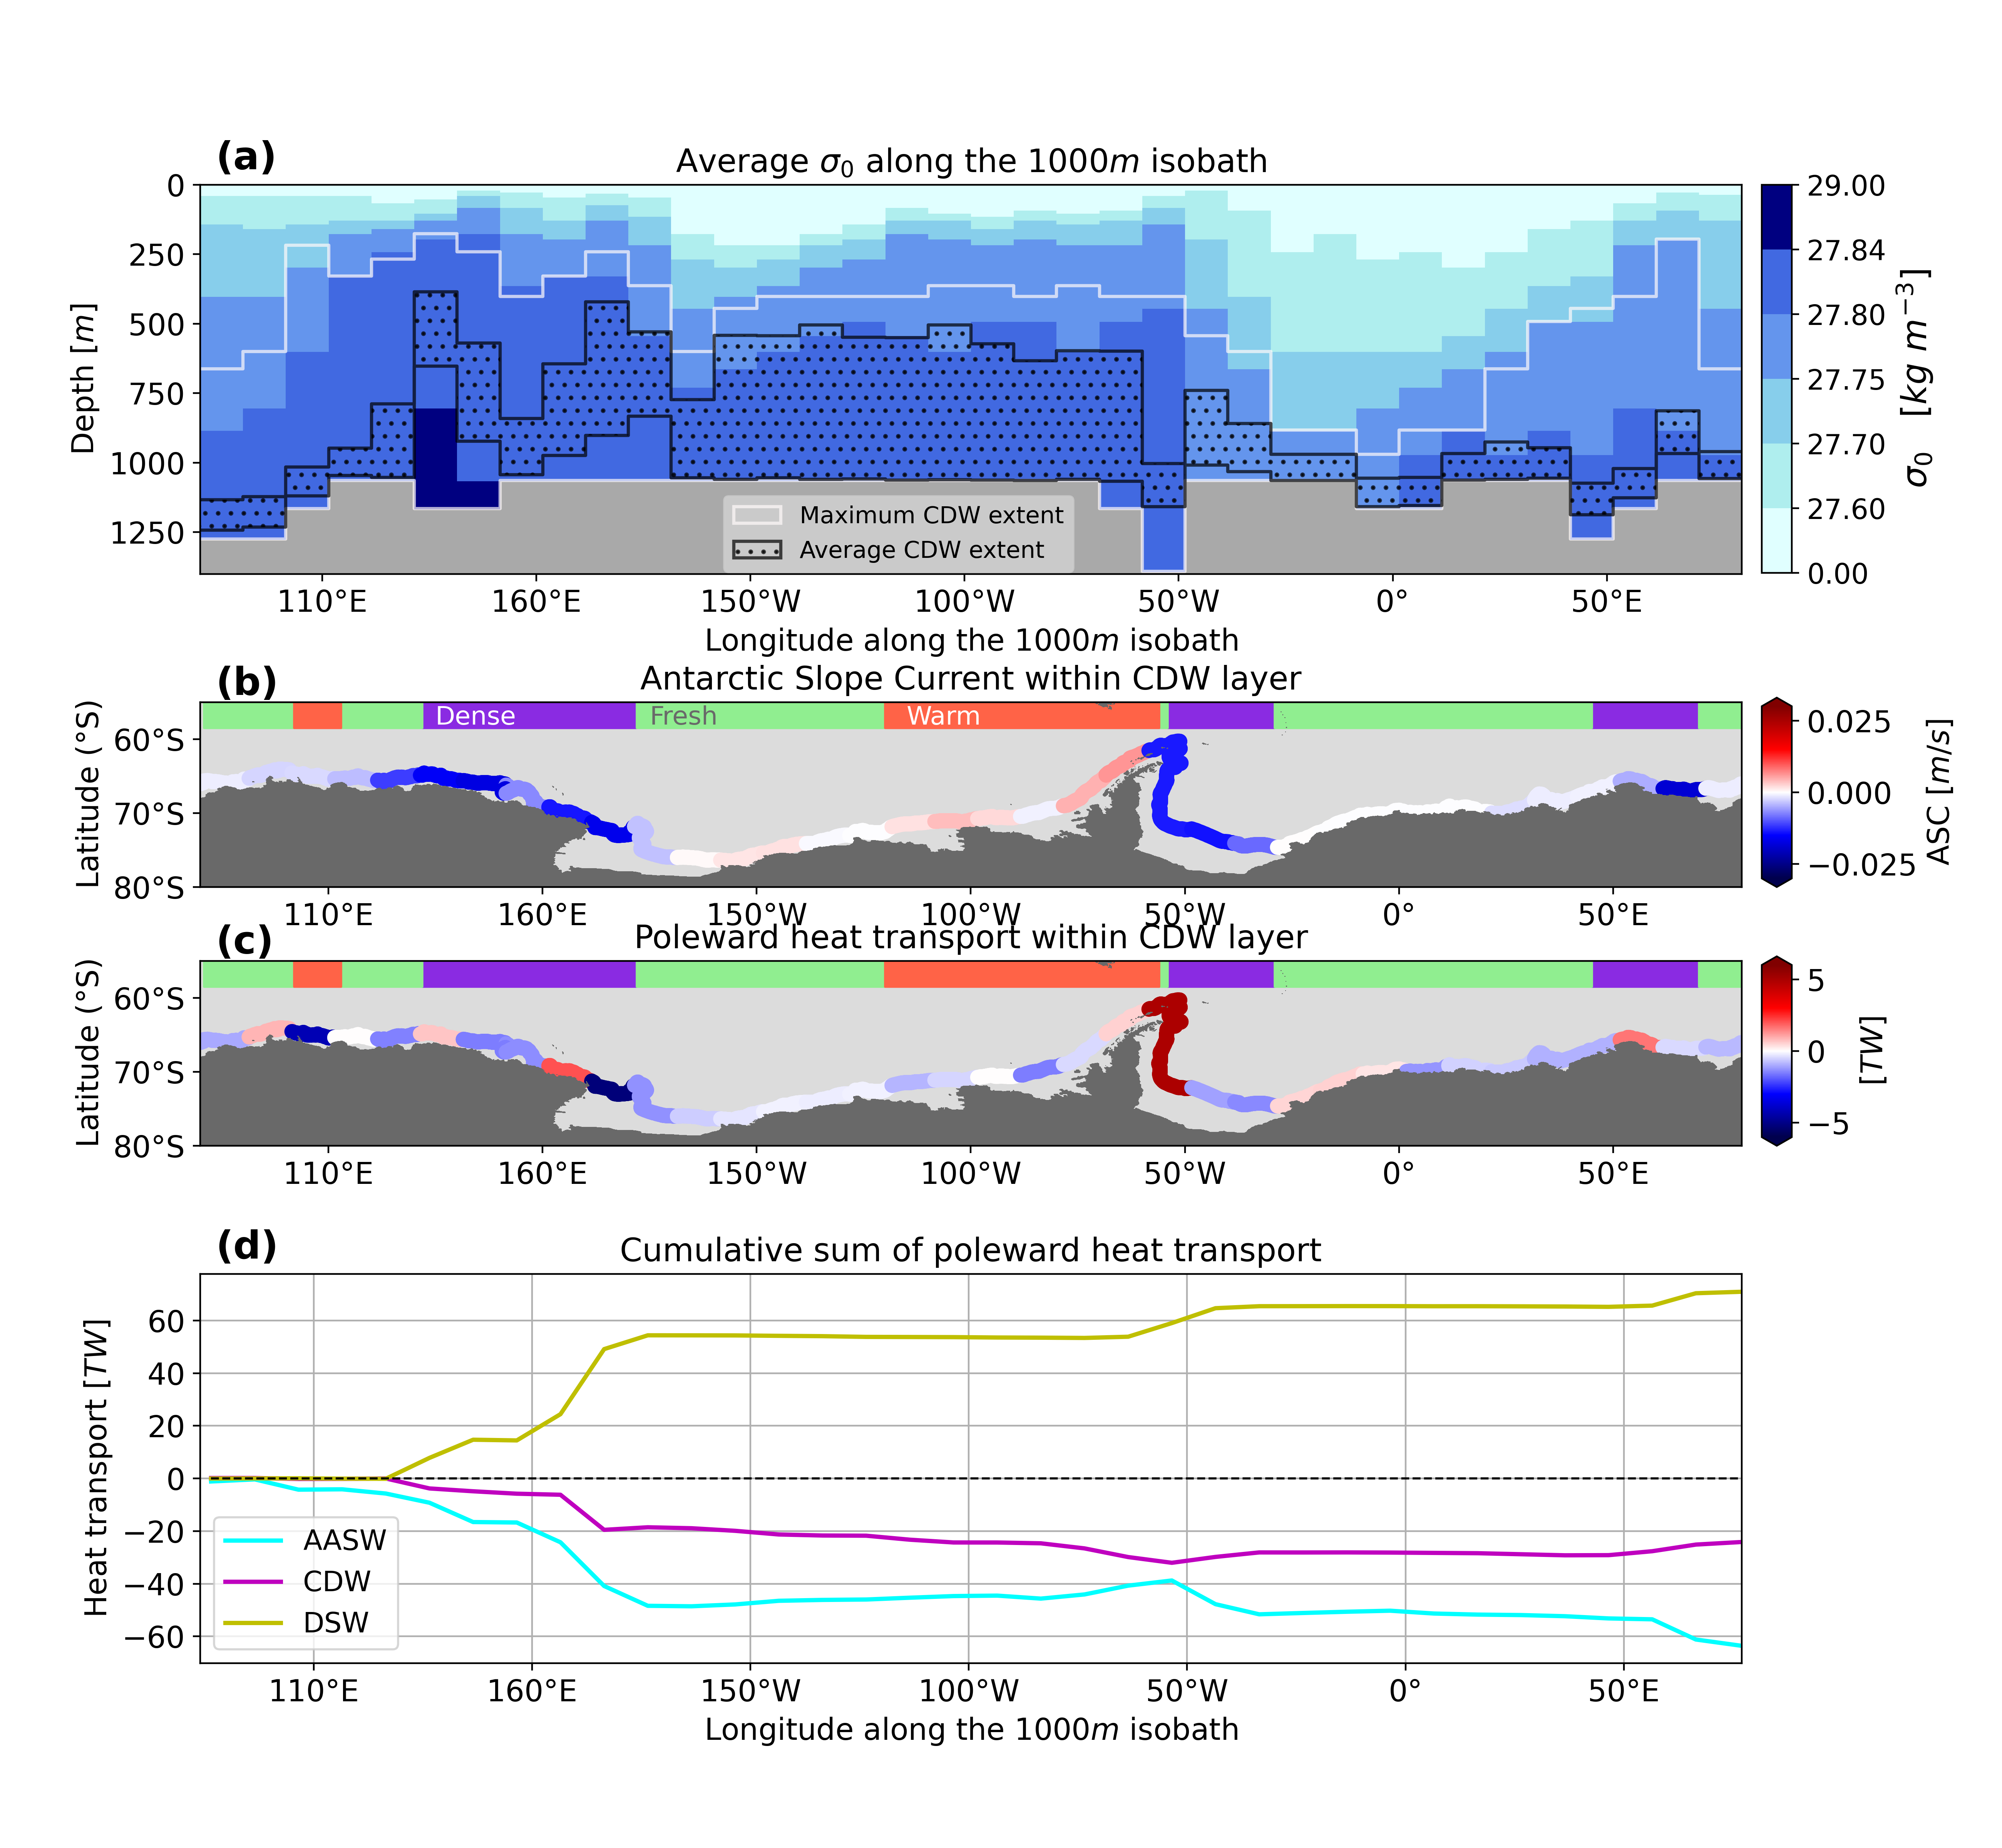 (a)
Average σ0 along the 1000m isobath
0
250
500
750
1000
1250
Depth [m]
Maximum CDW extent
Average CDW extent
110°E 160°E 150°W 100°W 50°W 0° 50°E
Longitude along the 1000m isobath
29.00
27.84
27.80
27.75
27.70
27.60
0.00
σ0 [kg m−3]
(b)
Antarctic Slope Current within CDW layer
Dense Fresh Warm
60°S
70°S
80°S
Latitude (°S)
110°E 160°E 150°W 100°W 50°W 0° 50°E
0.025
0.000
−0.025
ASC [m/s]
(c)
Poleward heat transport within CDW layer
60°S
70°S
80°S
Latitude (°S)
110°E 160°E 150°W 100°W 50°W 0° 50°E
5
0
−5
[TW]
(d)
Cumulative sum of poleward heat transport
60
40
20
0
−20
−40
−60
Heat transport [TW]
AASW
CDW
DSW
110°E 160°E 150°W 100°W 50°W 0° 50°E
Longitude along the 1000m isobath